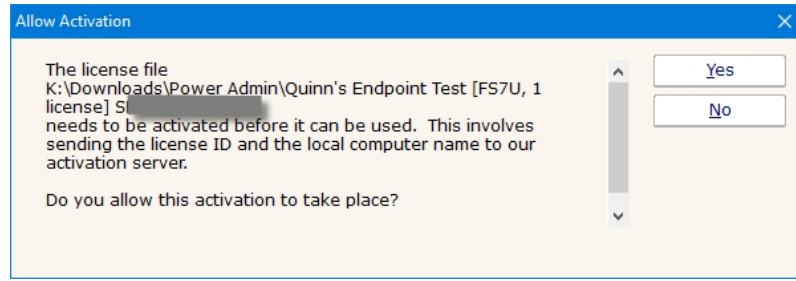 Allow Activation
The license file
K:\Downloads\Power Admin\Quinn's Endpoint Test [FS7U, 1
license]
needs to be activated before it can be used.  This involves
sending the license ID and the local computer name to our
activation server.
Do you allow this activation to take place?
Yes
No